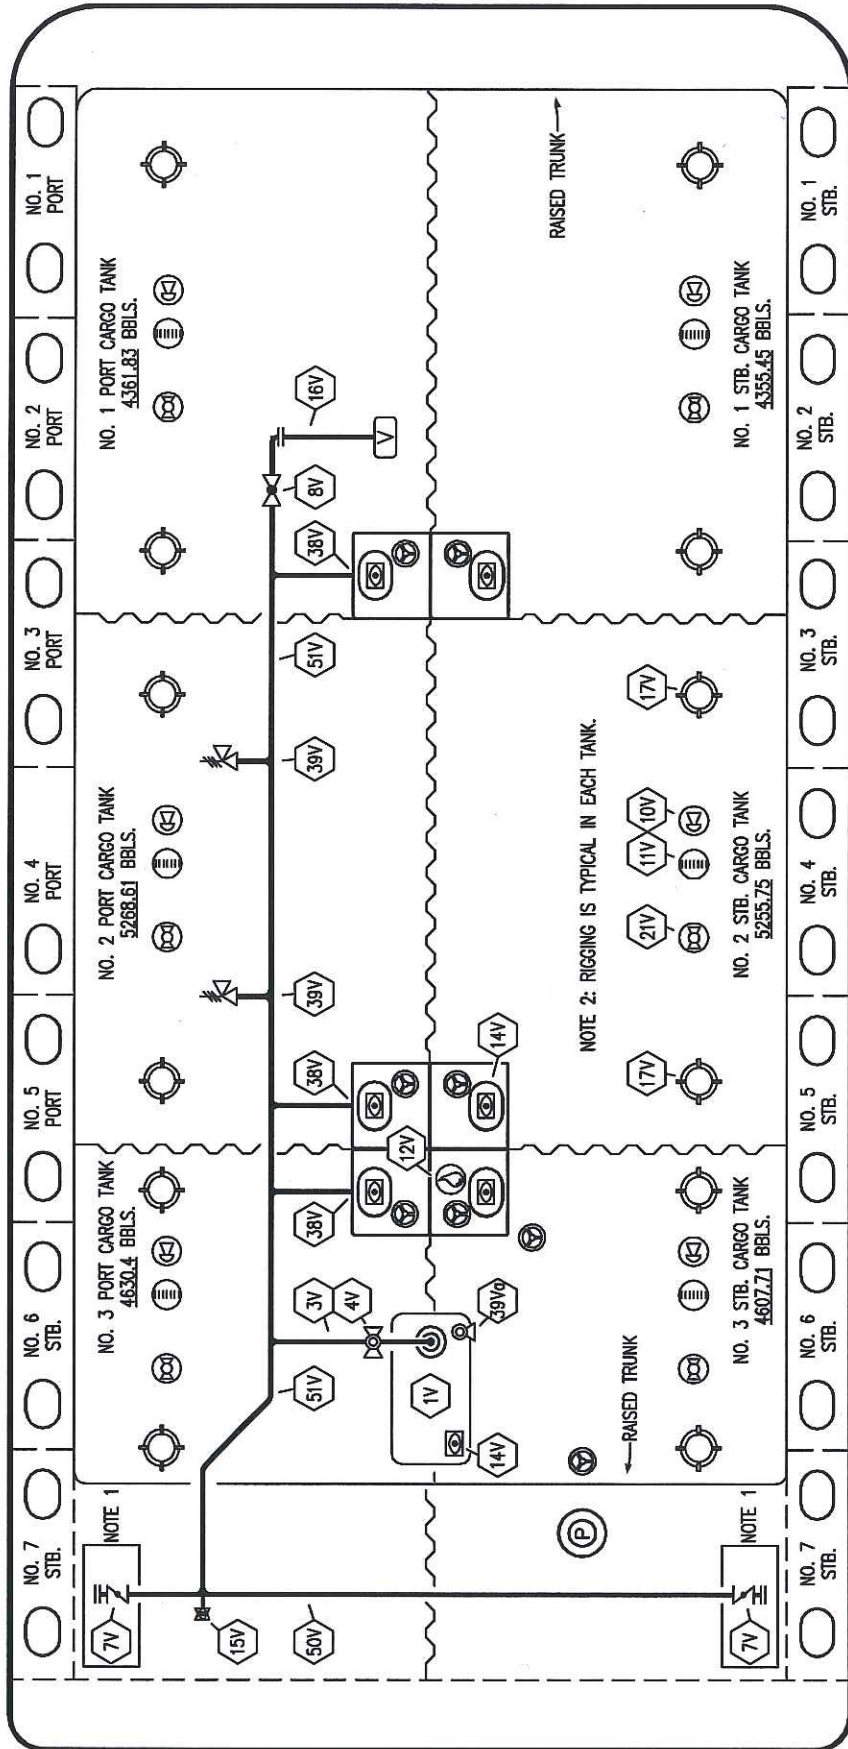 NO. 7
STB.
NO. 6
STB.
NO. 5
PORT
NO. 4
PORT
NO. 3
PORT
NO. 2
PORT
NO. 1
PORT
NOTE 1
7V
15V
50V
NO. 3 PORT CARGO TANK
4630.4 BBLS.
NO. 2 PORT CARGO TANK
5268.61 BBLS.
NO. 1 PORT CARGO TANK
4361.83 BBLS.
51V
3V
4V
38V
38V
39V
39V
51V
38V
8V
16V
V
1V
14V
39Va
12V
14V
P
RAISED TRUNK
RAISED TRUNK
NOTE 2: RIGGING IS TYPICAL IN EACH TANK.
17V
21V
11V
10V
17V
NO. 3 STB. CARGO TANK
4607.71 BBLS.
NO. 2 STB. CARGO TANK
5255.75 BBLS.
NO. 1 STB. CARGO TANK
4355.45 BBLS.
NOTE 1
7V
NO. 7
STB.
NO. 6
STB.
NO. 5
STB.
NO. 4
STB.
NO. 3
STB.
NO. 2
STB.
NO. 1
STB.